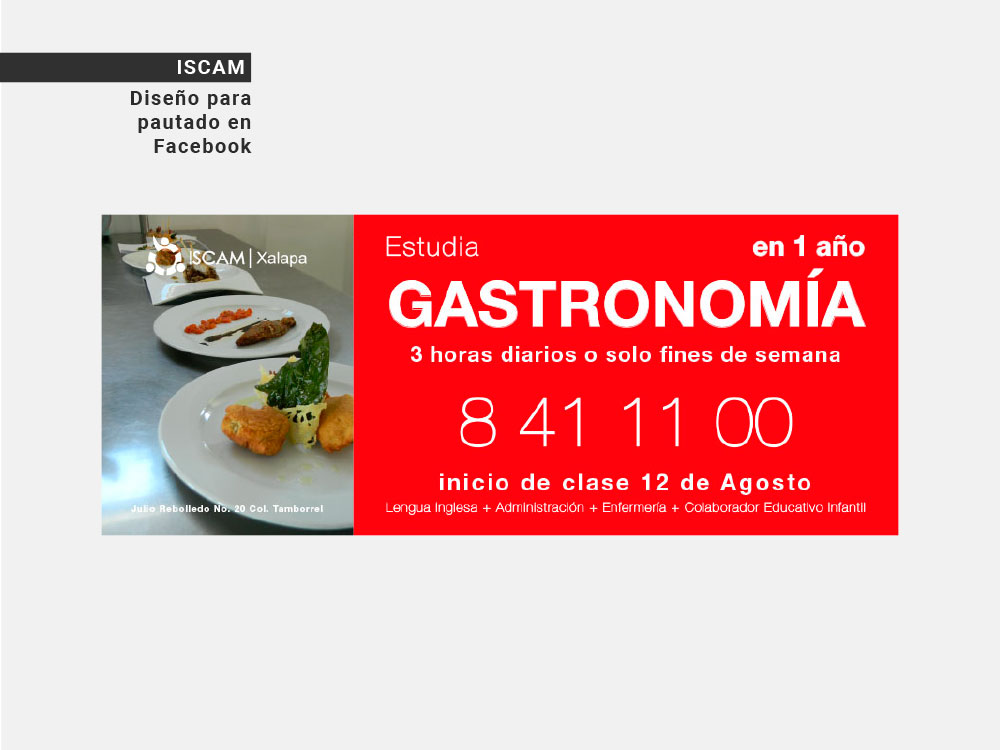 ISCAM
Diseño para
pautado en
Facebook
ISCAM | Xalapa
Julio Rebolledo No. 20 Col. Tamborrel
Estudia
en 1 año
GASTRONOMÍA
3 horas diarios o solo fines de semana
8 41 11 00
inicio de clase 12 de Agosto
Lengua Inglesa + Administración + Enfermería + Colaborador Educativo Infantil